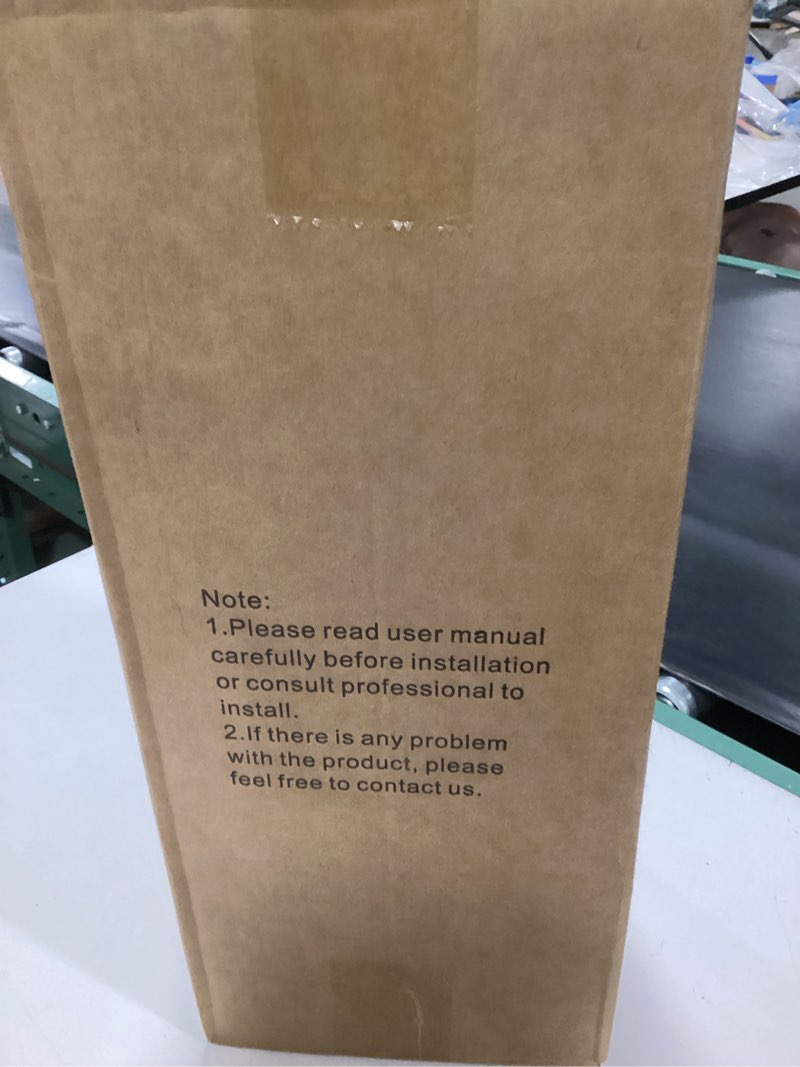 Note:
1.Please read user manual
carefully before installation
or consult professional to
install.
2.If there is any problem
with the product, please
feel free to contact us.